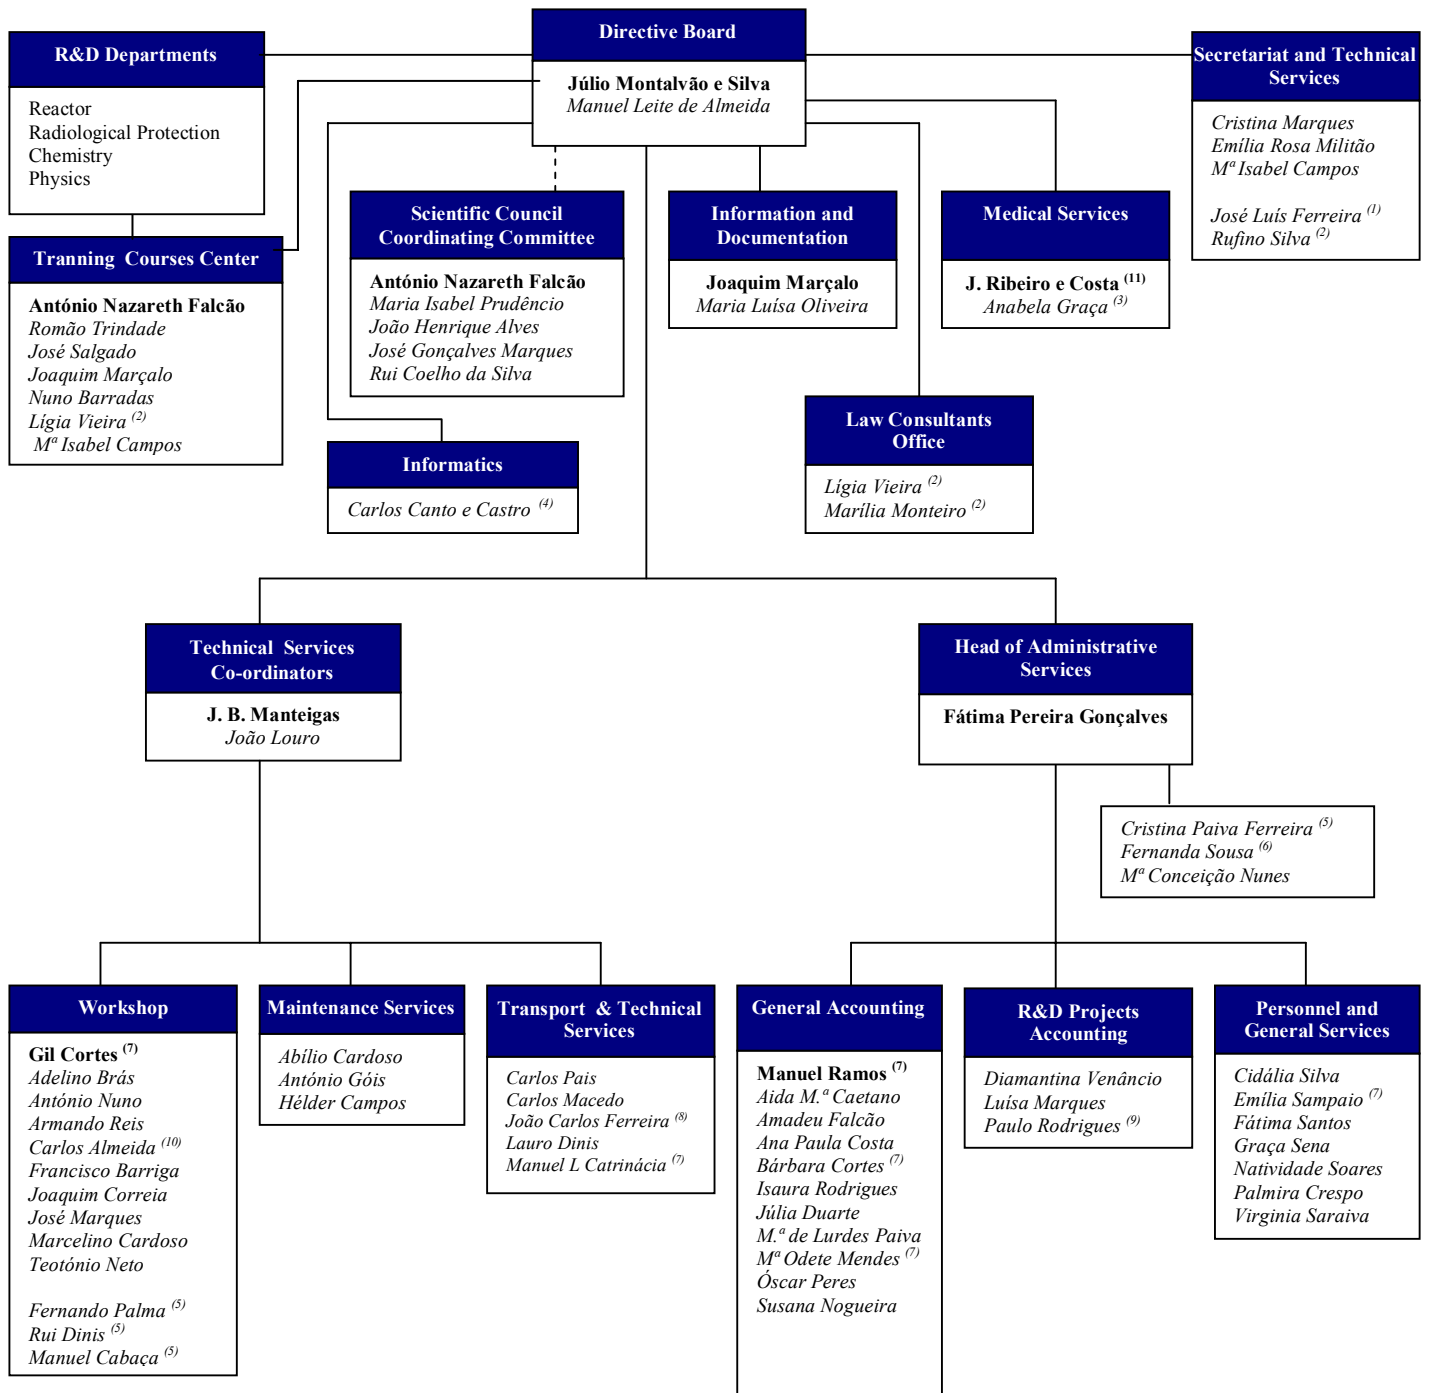 Directive Board
Júlio Montalvão e Silva
Manuel Leite de Almeida
R&D Departments
Reactor
Radiological Protection
Chemistry
Physics
Secretariat and Technical
Services
Cristina Marques
Emília Rosa Militão
Mª Isabel Campos
José Luís Ferreira (1)
Rufino Silva (2)
Tranning Courses Center
António Nazareth Falcão
Romão Trindade
José Salgado
Joaquim Marçalo
Nuno Barradas
Lígia Vieira (2)
Mª Isabel Campos
Scientific Council
Coordinating Committee
António Nazareth Falcão
Maria Isabel Prudêncio
João Henrique Alves
José Gonçalves Marques
Rui Coelho da Silva
Information and
Documentation
Joaquim Marçalo
Maria Luísa Oliveira
Medical Services
J. Ribeiro e Costa (11)
Anabela Graça (3)
Informatics
Carlos Canto e Castro (4)
Law Consultants
Office
Lígia Vieira (2)
Marília Monteiro (2)
Technical Services
Co-ordinators
J. B. Manteigas
João Louro
Head of Administrative
Services
Fátima Pereira Gonçalves
Cristina Paiva Ferreira (5)
Fernanda Sousa (6)
Mª Conceição Nunes
Workshop
Gil Cortes (7)
Adelino Brás
António Nuno
Armando Reis
Carlos Almeida (10)
Francisco Barriga
Joaquim Correia
José Marques
Marcelino Cardoso
Teotónio Neto
Fernando Palma (5)
Rui Dinis (5)
Manuel Cabaça (5)
Maintenance Services
Abílio Cardoso
António Góis
Hélder Campos
Transport & Technical
Services
Carlos Pais
Carlos Macedo
João Carlos Ferreira (8)
Lauro Dinis
Manuel L Catrinácia (7)
General Accounting
Manuel Ramos (7)
Aida M.ª Caetano
Amadeu Falcão
Ana Paula Costa
Bárbara Cortes (7)
Isaura Rodrigues
Júlia Duarte
M.ª de Lurdes Paiva
Mª Odete Mendes (7)
Óscar Peres
Susana Nogueira
R&D Projects
Accounting
Diamantina Venâncio
Luísa Marques
Paulo Rodrigues (9)
Personnel and
General Services
Cidália Silva
Emília Sampaio (7)
Fátima Santos
Graça Sena
Natividade Soares
Palmira Crespo
Virginia Saraiva